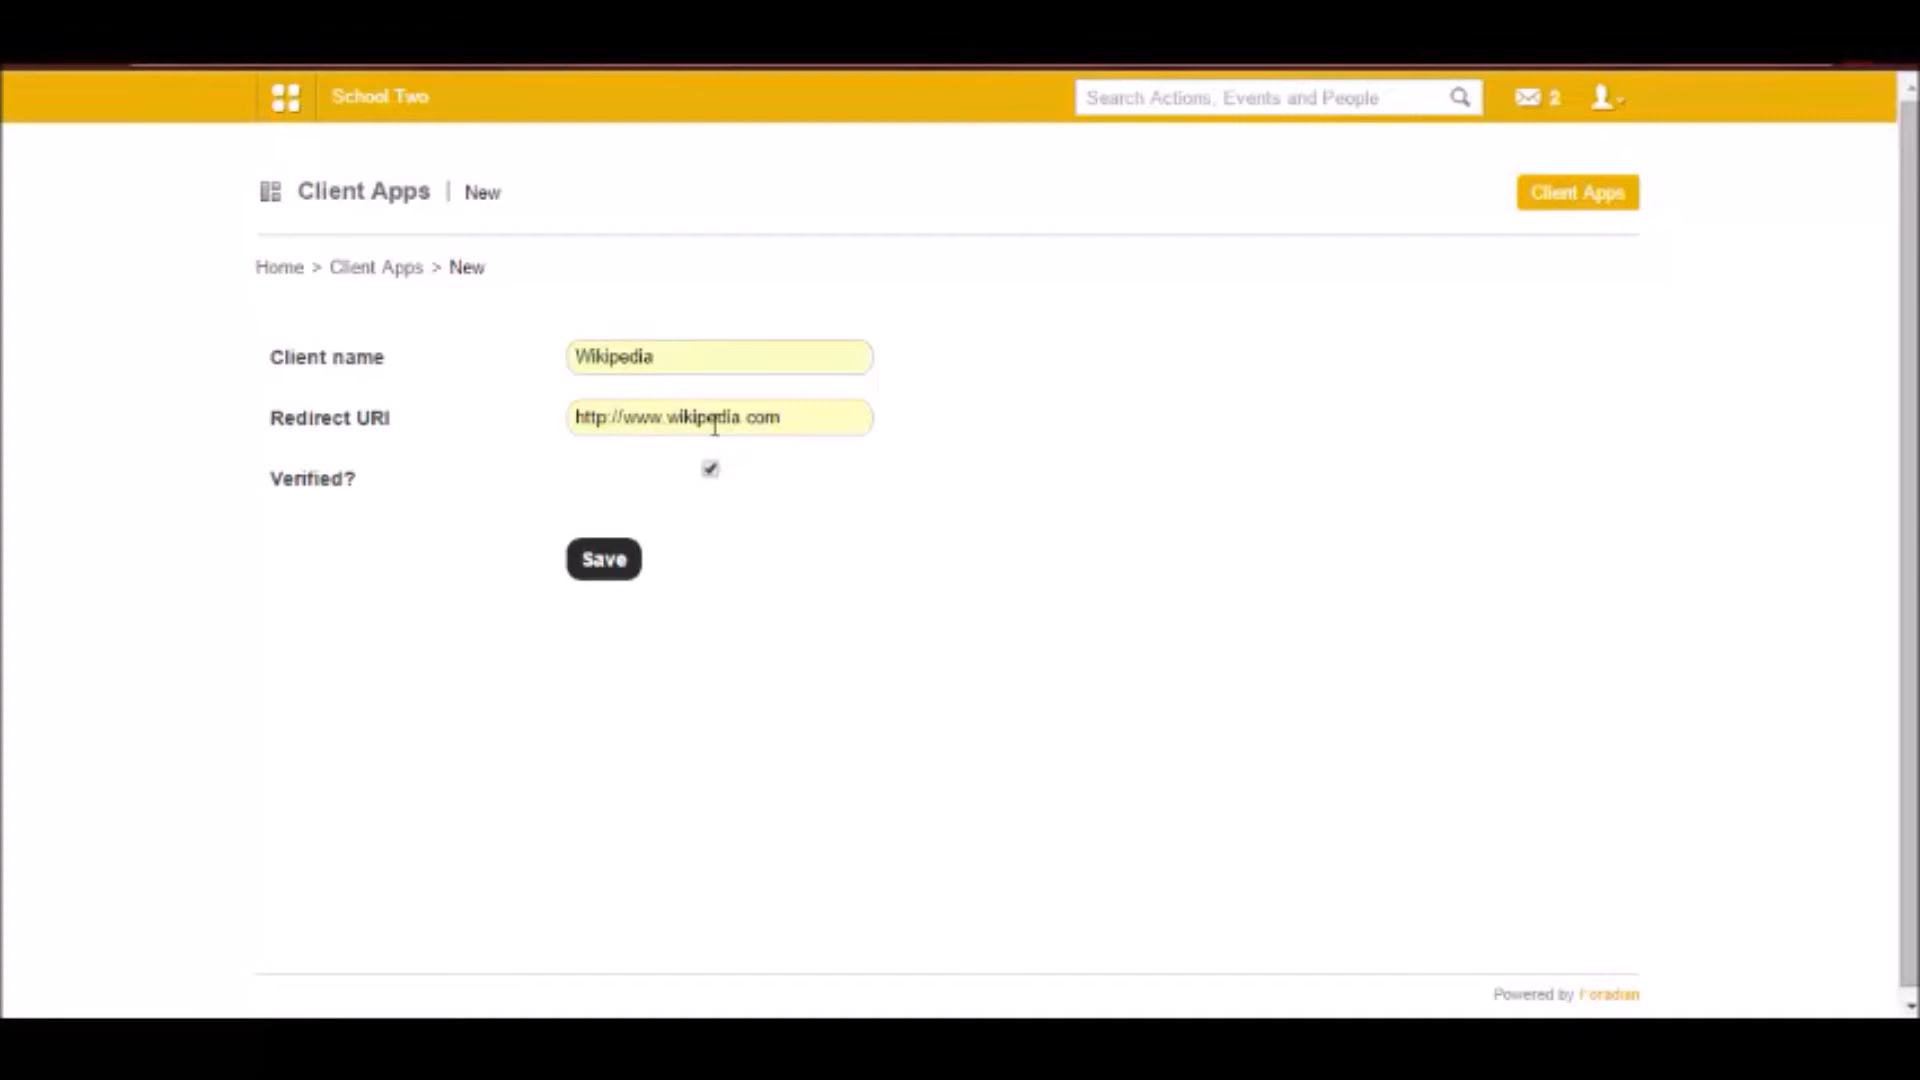 School Two
Search Actions, Events and People
2
Client Apps | New
Client Apps
Home > Client Apps > New
Client name
Wikipedia
Redirect URI
http://www.wikipedia.com
Verified?
Save
Powered by Foradian